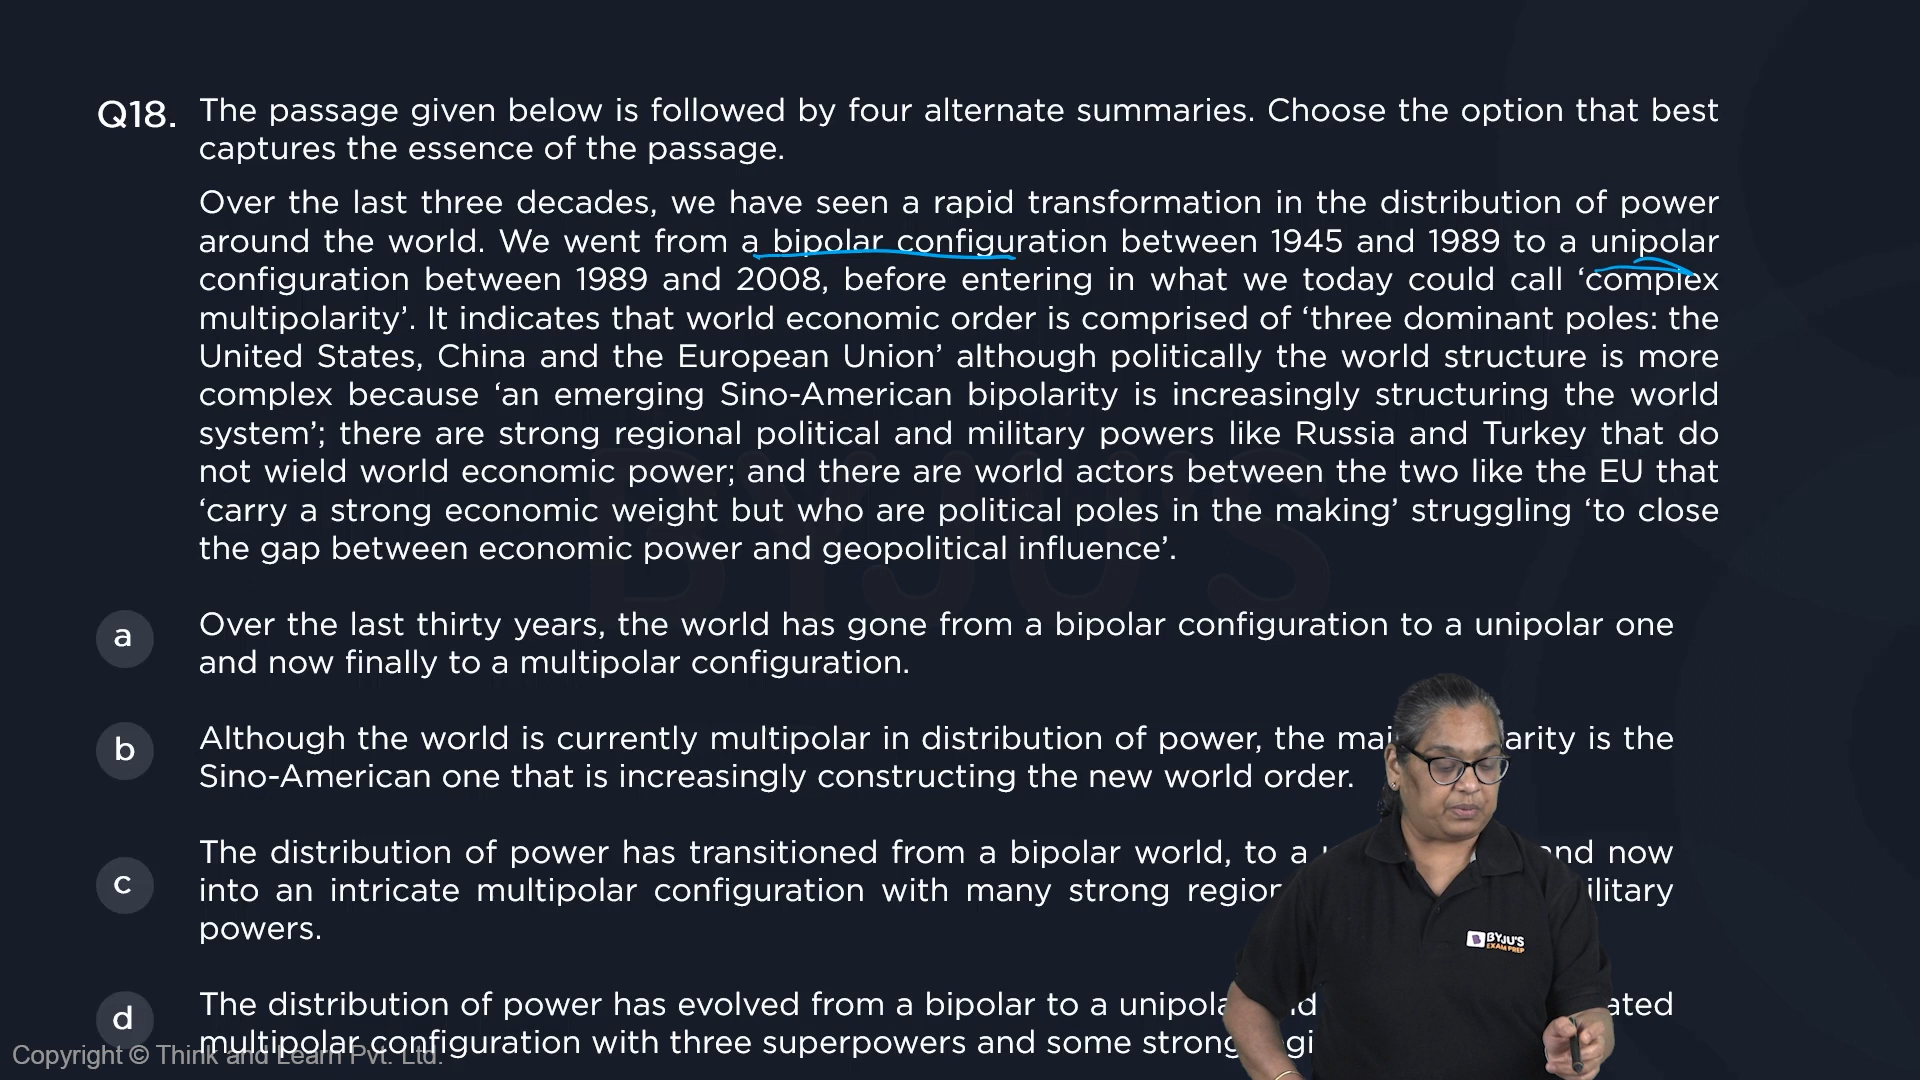 Q18. The passage given below is followed by four alternate summaries. Choose the option that best
captures the essence of the passage.
Over the last three decades, we have seen a rapid transformation in the distribution of power
around the world. We went from a bipolar configuration between 1945 and 1989 to a unipolar
configuration between 1989 and 2008, before entering in what we today could call ‘complex
multipolarity’. It indicates that world economic order is comprised of ‘three dominant poles: the
United States, China and the European Union’ although politically the world structure is more
complex because ‘an emerging Sino-American bipolarity is increasingly structuring the world
system’; there are strong regional political and military powers like Russia and Turkey that do
not wield world economic power; and there are world actors between the two like the EU that
‘carry a strong economic weight but who are political poles in the making’ struggling ‘to close
the gap between economic power and geopolitical influence’.
a Over the last thirty years, the world has gone from a bipolar configuration to a unipolar one
and now finally to a multipolar configuration.
b Although the world is currently multipolar in distribution of power, the is the
Sino-American one that is increasingly constructing the new world order.
c The distribution of power has transitioned from a bipolar world, to a and now
into an intricate multipolar configuration with many strong
powers.
d The distribution of power has evolved from a bipolar to a
multipolar configuration with three superpowers and some strong
Copyright © Think and Learn Pvt. Ltd.
BYJU'S
EXAM PREP